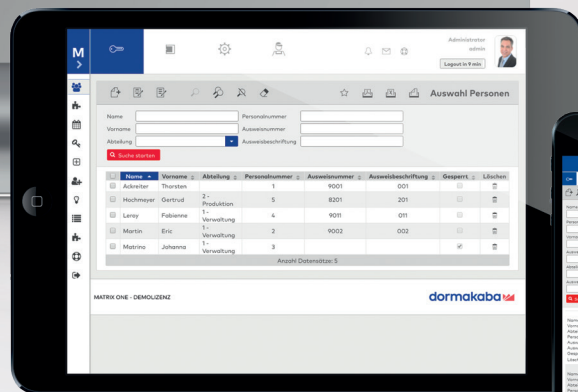 Administrator
admin
Logout in 9 min
M
Auswahl Personen
Name
Personalnummer
Vorname
Ausweisnummer
Abteilung
Ausweisbeschriftung
Suche starten
Name Vorname Abteilung Personalnummer Ausweisnummer Ausweisbeschriftung Gesperrt Löschen
Ackreiter Thorsten 1 9001 001
Hochmeyer Gertrud 2 - Produktion 5 8201 201
Leroy Fabienne 1 - Verwaltung 4 9011 011
Martin Eric 1 - Verwaltung 2 9002 002
Matrino Johanna 1 - Verwaltung 3
Anzahl Datensätze: 5
MATRIX ONE - DEMOLIZENZ
dormakaba